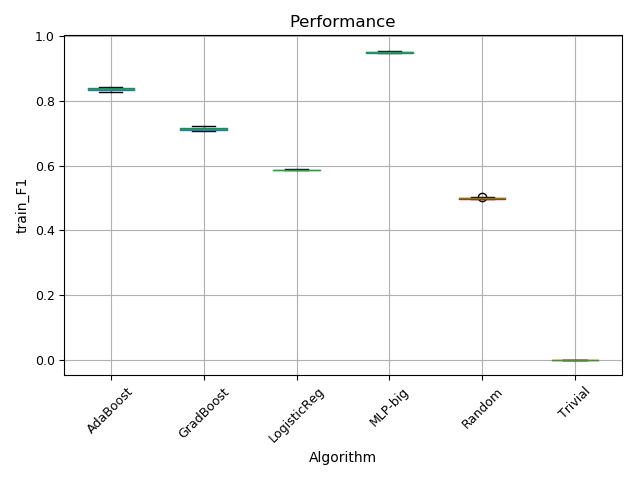 Performance
train_F1
1.0
0.8
0.6
0.4
0.2
0.0
AdaBoost
GradBoost
LogisticReg
MLP-big
Random
Trivial
Algorithm